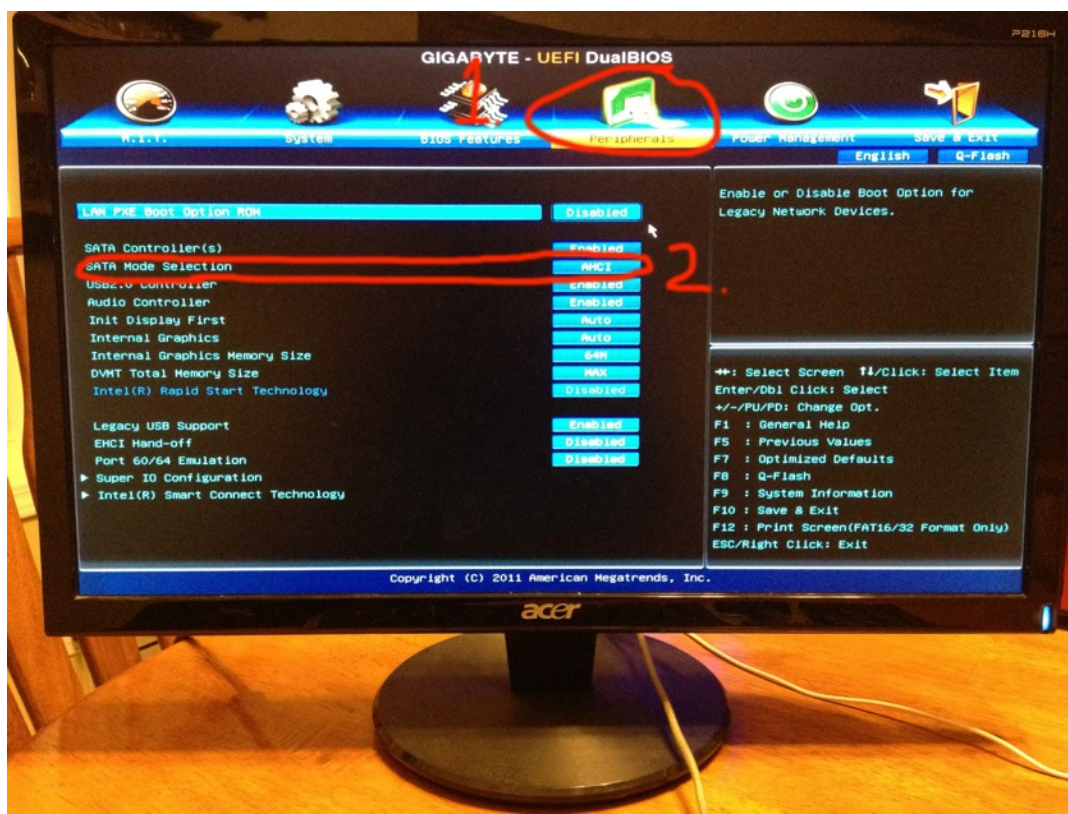 P216H
GIGABYTE - UEFI DualBIOS
1
M.I.T.
System
BIOS Features
Peripherals
Power Management
Save & Exit
English
Q-Flash
LAN PXE Boot Option ROM Disabled
SATA Controller(s) Enabled
SATA Mode Selection AHCI
2.
USB2.0 Controller Enabled
Audio Controller Enabled
Init Display First Auto
Internal Graphics Auto
Internal Graphics Memory Size 64M
DVMT Total Memory Size MAX
Intel(R) Rapid Start Technology Disabled
Legacy USB Support Enabled
EHCI Hand-off Disabled
Port 60/64 Emulation Disabled
Super IO Configuration
Intel(R) Smart Connect Technology
Enable or Disable Boot Option for
Legacy Network Devices.
→←: Select Screen ↑↓/Click: Select Item
Enter/Dbl Click: Select
+/-/PU/PD: Change Opt.
F1 : General Help
F5 : Previous Values
F7 : Optimized Defaults
F8 : Q-Flash
F9 : System Information
F10 : Save & Exit
F12 : Print Screen(FAT16/32 Format Only)
ESC/Right Click: Exit
Copyright (C) 2011 American Megatrends, Inc.
acer